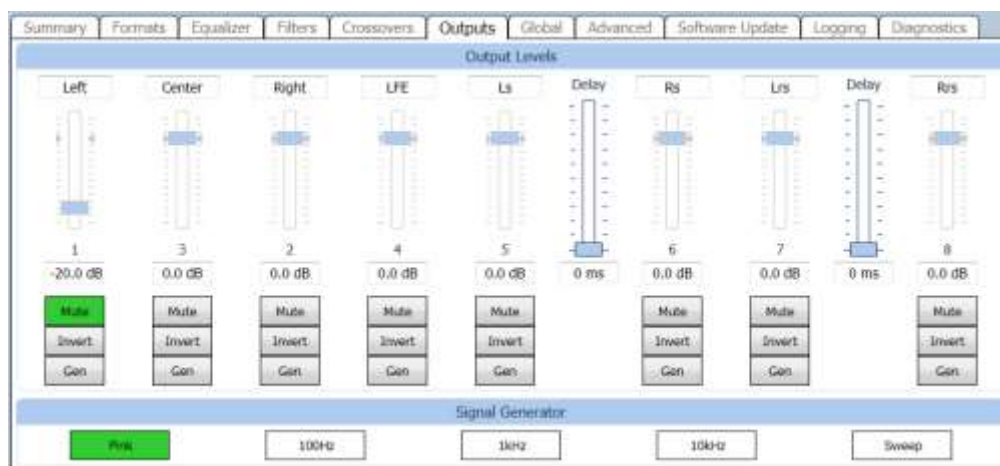 Summary Formats Equalizer Filters Crossovers Outputs Global Advanced Software Update Logging Diagnostics
Output Levels
Left Center Right LFE Ls Delay Rs Lrs Delay Rrs
1 3 2 4 5 6 7 8
-20.0 dB 0.0 dB 0.0 dB 0.0 dB 0.0 dB 0 ms 0.0 dB 0.0 dB 0 ms 0.0 dB
Mute Mute Mute Mute Mute Mute Mute Mute
Invert Invert Invert Invert Invert Invert Invert Invert
Gen Gen Gen Gen Gen Gen Gen Gen
Signal Generator
Pink 100Hz 1kHz 10kHz Sweep